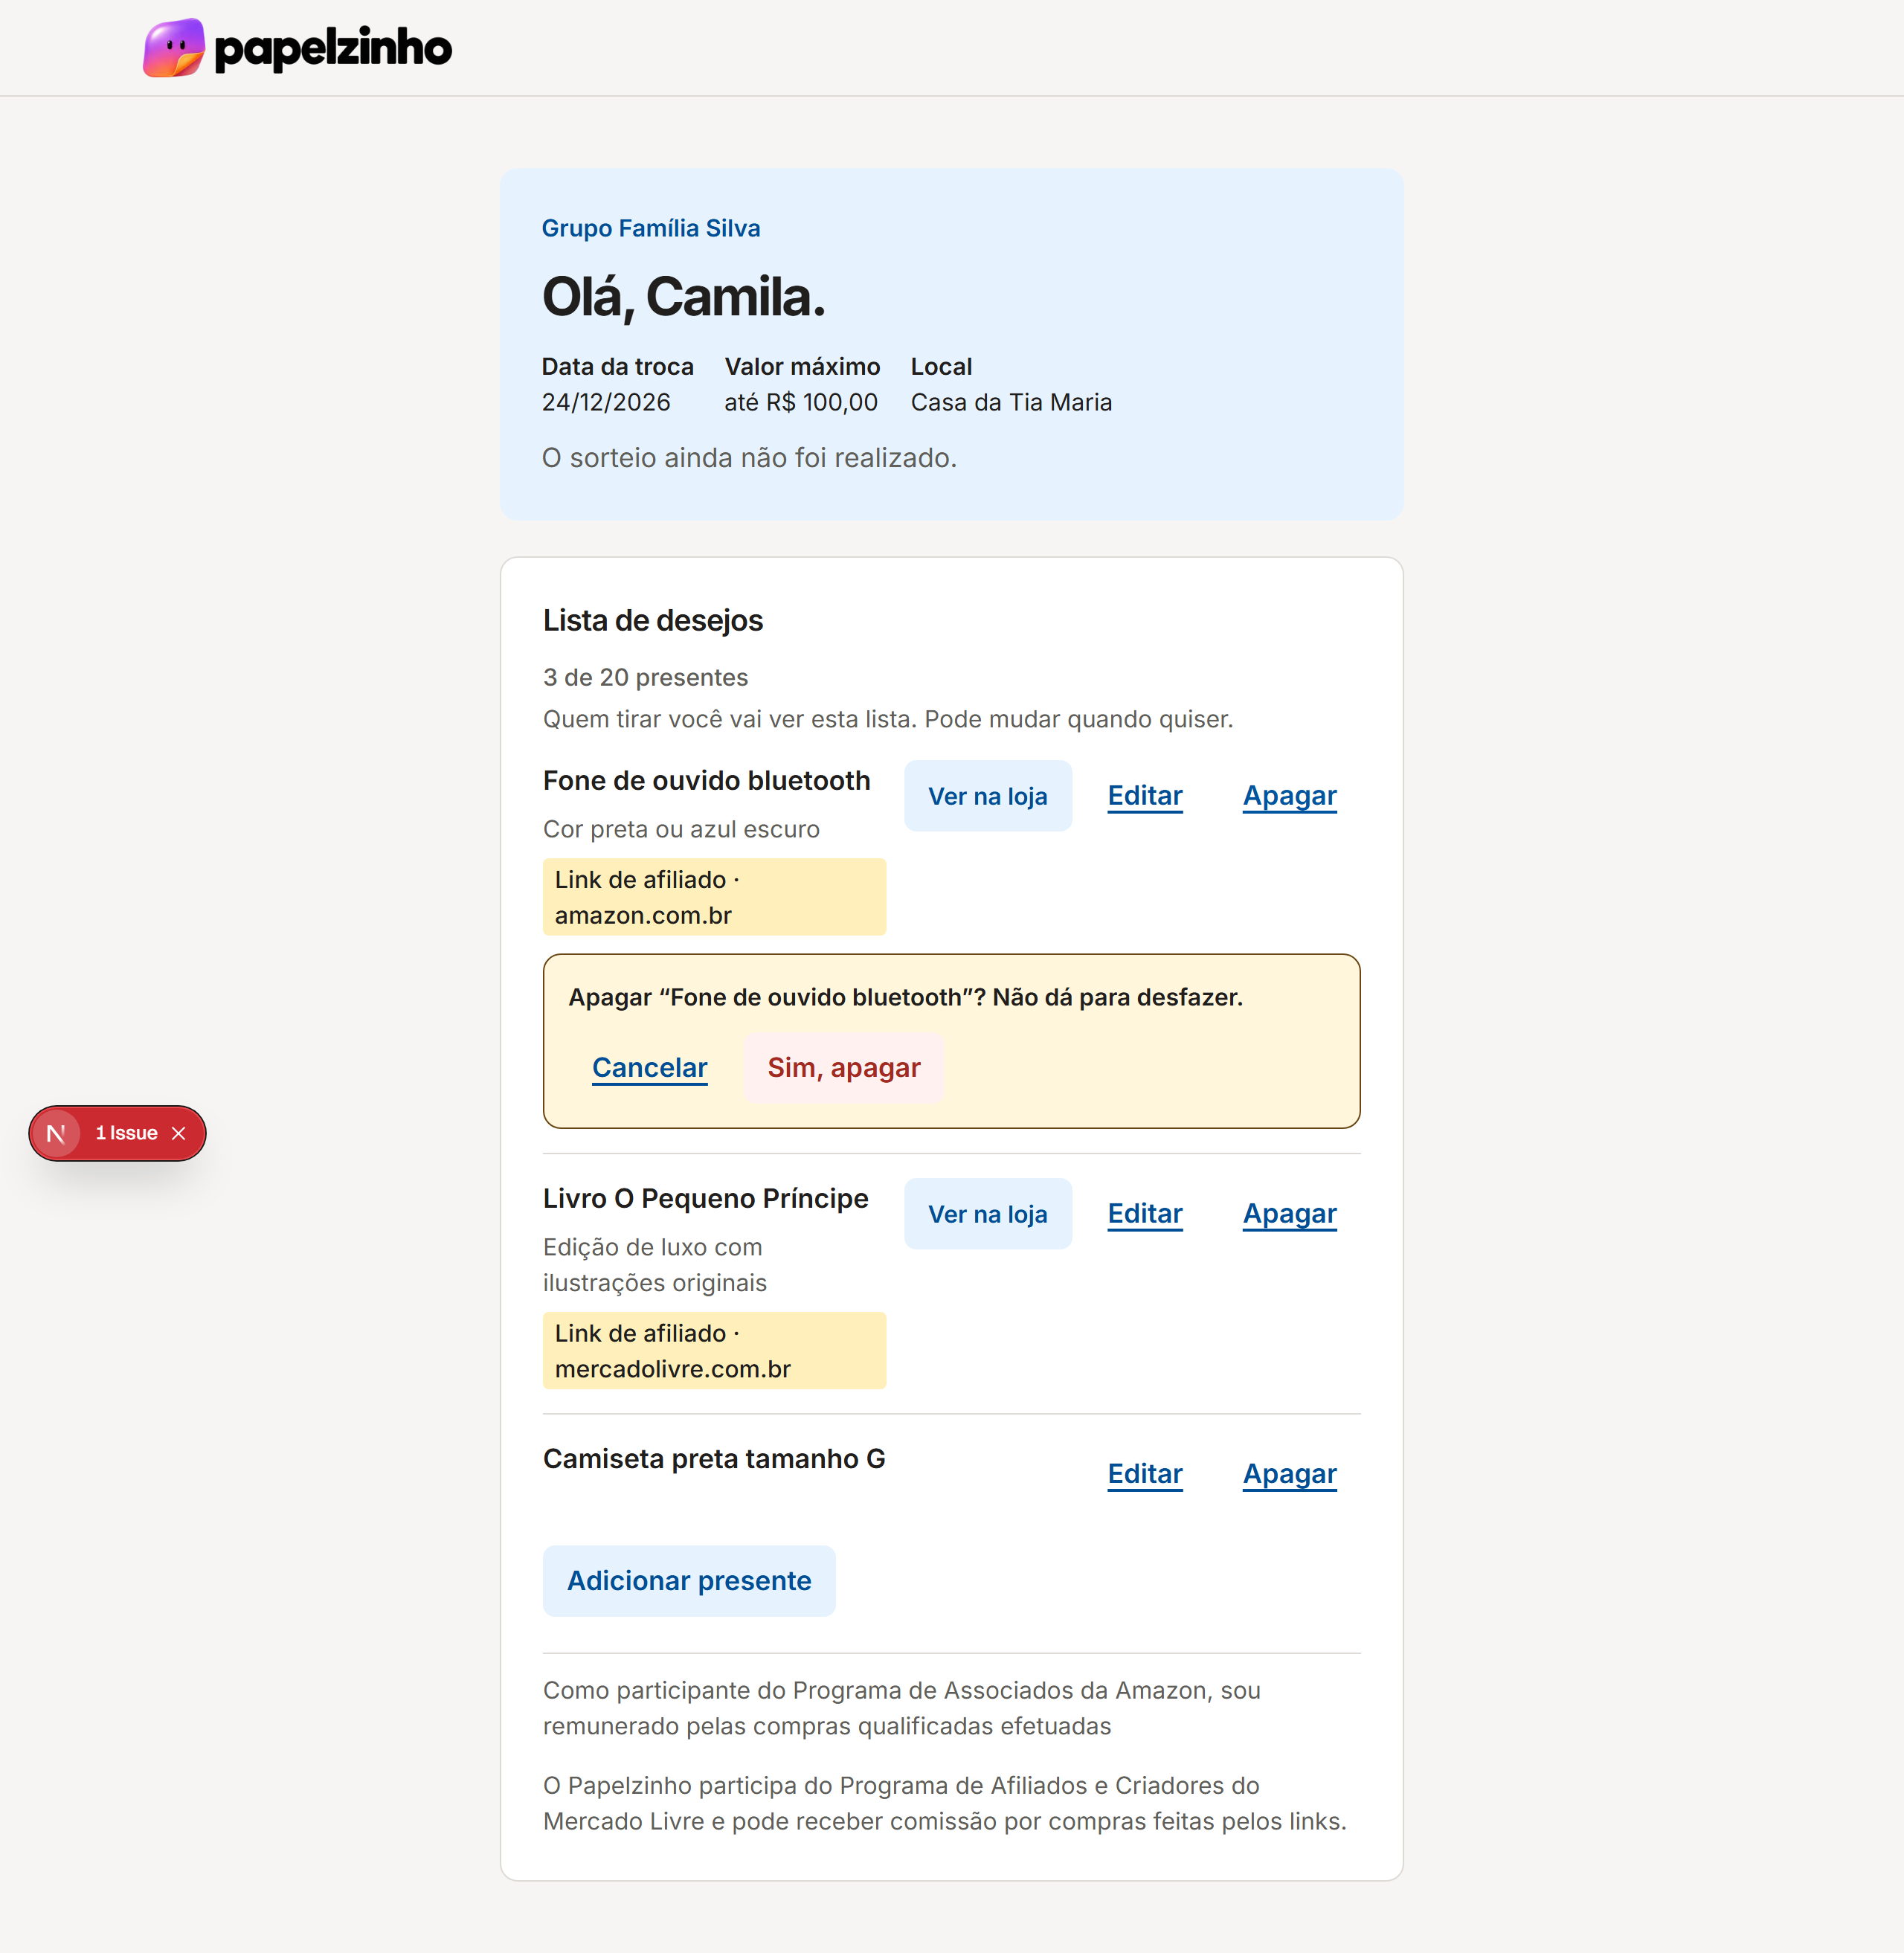 papelzinho
Grupo Família Silva
Olá, Camila.
Data da troca
24/12/2026
Valor máximo
até R$ 100,00
Local
Casa da Tia Maria
O sorteio ainda não foi realizado.
Lista de desejos
3 de 20 presentes
Quem tirar você vai ver esta lista. Pode mudar quando quiser.
Fone de ouvido bluetooth
Cor preta ou azul escuro
Link de afiliado ·
amazon.com.br
Ver na loja
Editar
Apagar
Apagar “Fone de ouvido bluetooth”? Não dá para desfazer.
Cancelar
Sim, apagar
N
1 Issue
Livro O Pequeno Príncipe
Edição de luxo com
ilustrações originais
Link de afiliado ·
mercadolivre.com.br
Ver na loja
Editar
Apagar
Camiseta preta tamanho G
Editar
Apagar
Adicionar presente
Como participante do Programa de Associados da Amazon, sou
remunerado pelas compras qualificadas efetuadas
O Papelzinho participa do Programa de Afiliados e Criadores do
Mercado Livre e pode receber comissão por compras feitas pelos links.